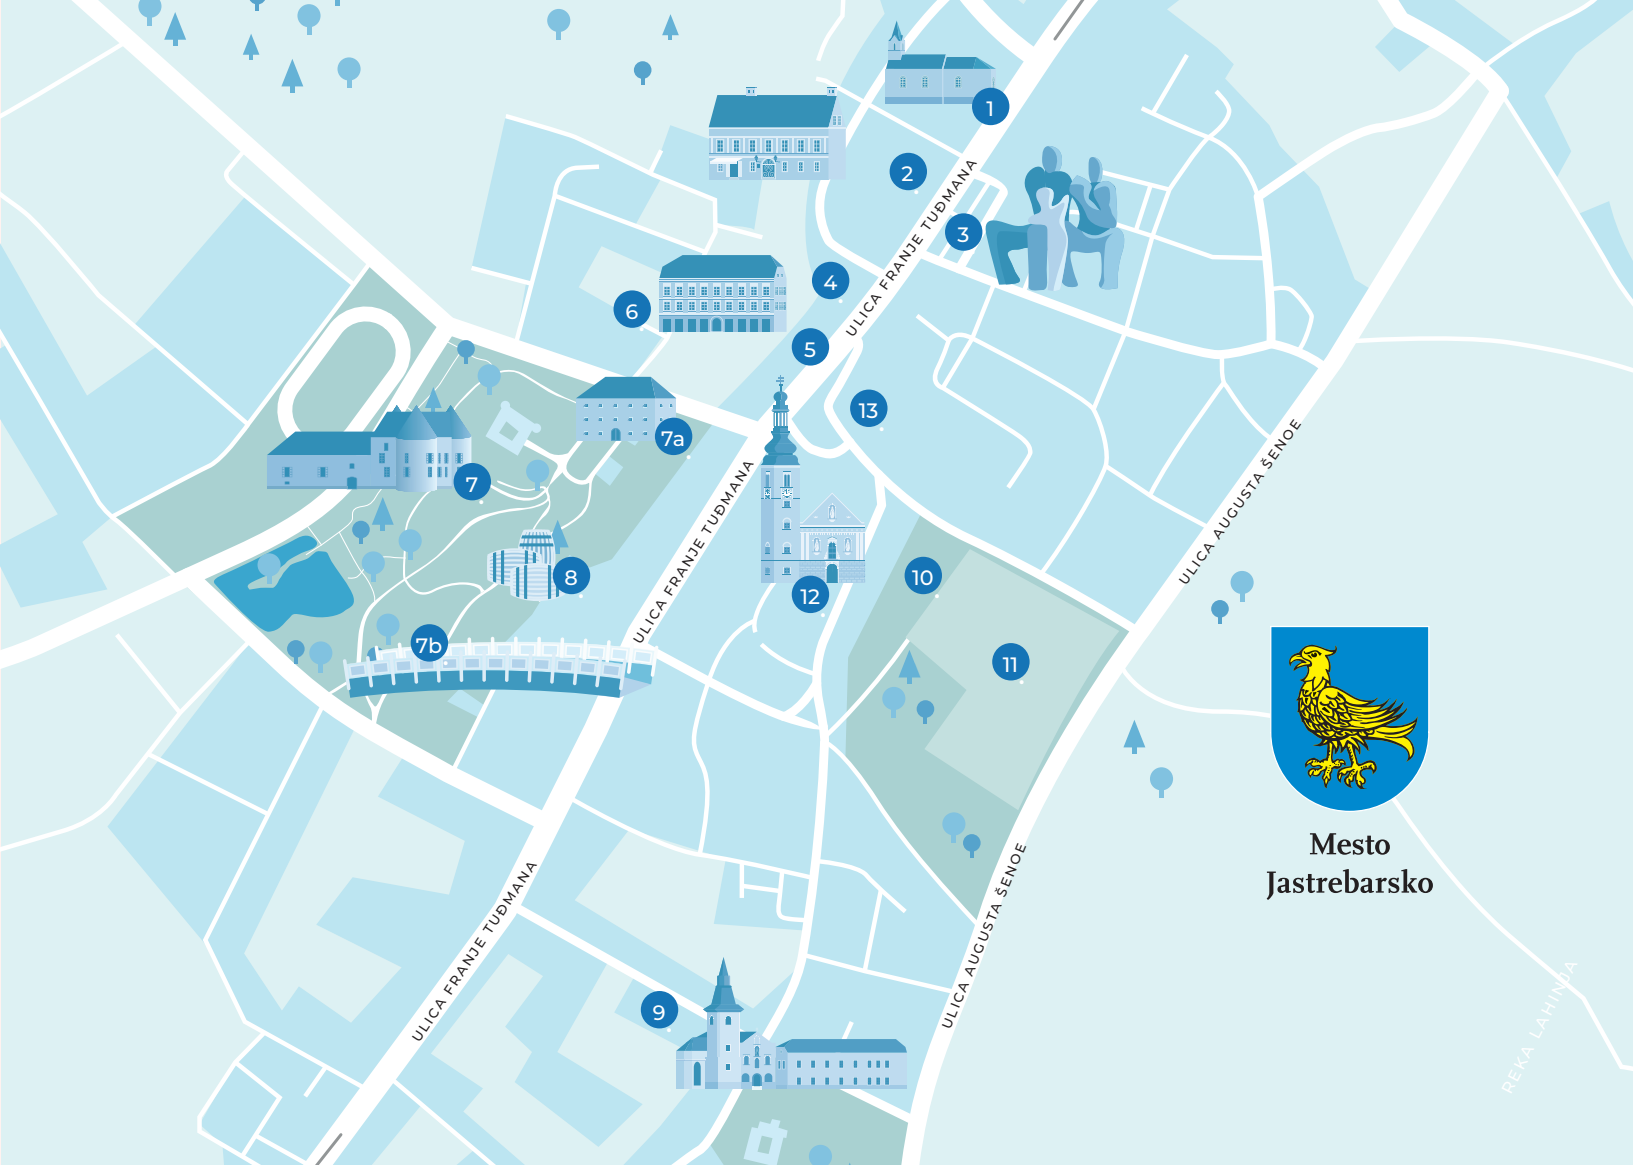 1
2
3
4
5
6
7
7a
7b
8
9
10
11
12
13
ULICA FRANJE TUĐMANA
ULICA FRANJE TUĐMANA
ULICA FRANJE TUĐMANA
ULICA AUGUSTA ŠENOE
ULICA AUGUSTA ŠENOE
Mesto
Jastrebarsko
REKA LAHINJA